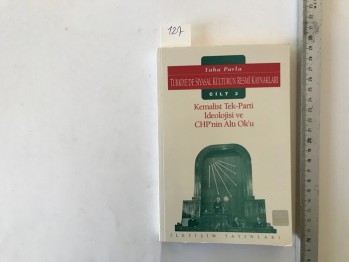 127
Taha Parla
TÜRKİYE'DE SİYASAL KÜLTÜRÜN RESMÎ KAYNAKLARI
CİLT 3
Kemalist Tek-Parti
İdeolojisi ve
CHP'nin Altı Ok'u
İLETİŞİM YAYINLARI